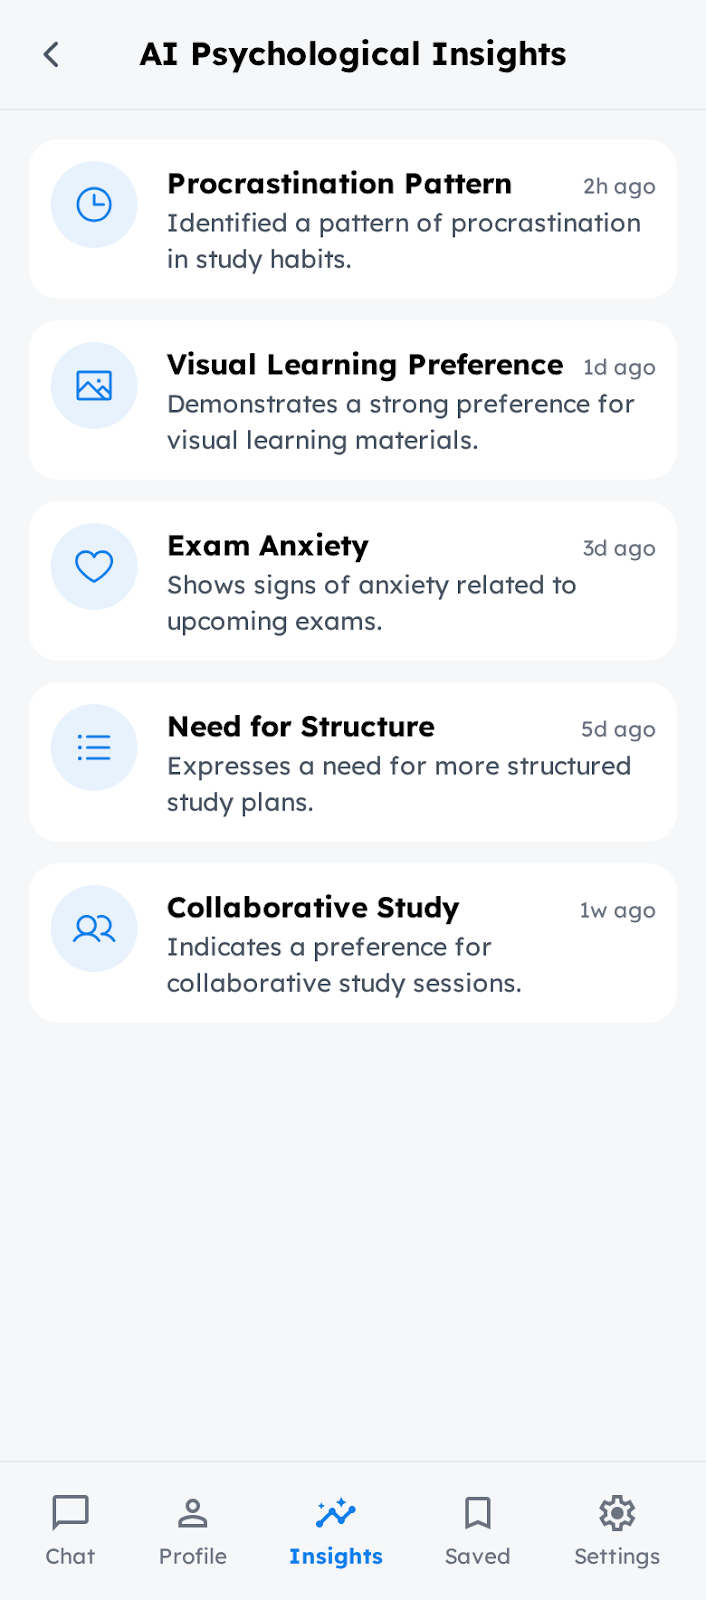 AI Psychological Insights
Procrastination Pattern
2h ago
Identified a pattern of procrastination
in study habits.
Visual Learning Preference
1d ago
Demonstrates a strong preference for
visual learning materials.
Exam Anxiety
3d ago
Shows signs of anxiety related to
upcoming exams.
Need for Structure
5d ago
Expresses a need for more structured
study plans.
Collaborative Study
1w ago
Indicates a preference for
collaborative study sessions.
Chat
Profile
Insights
Saved
Settings